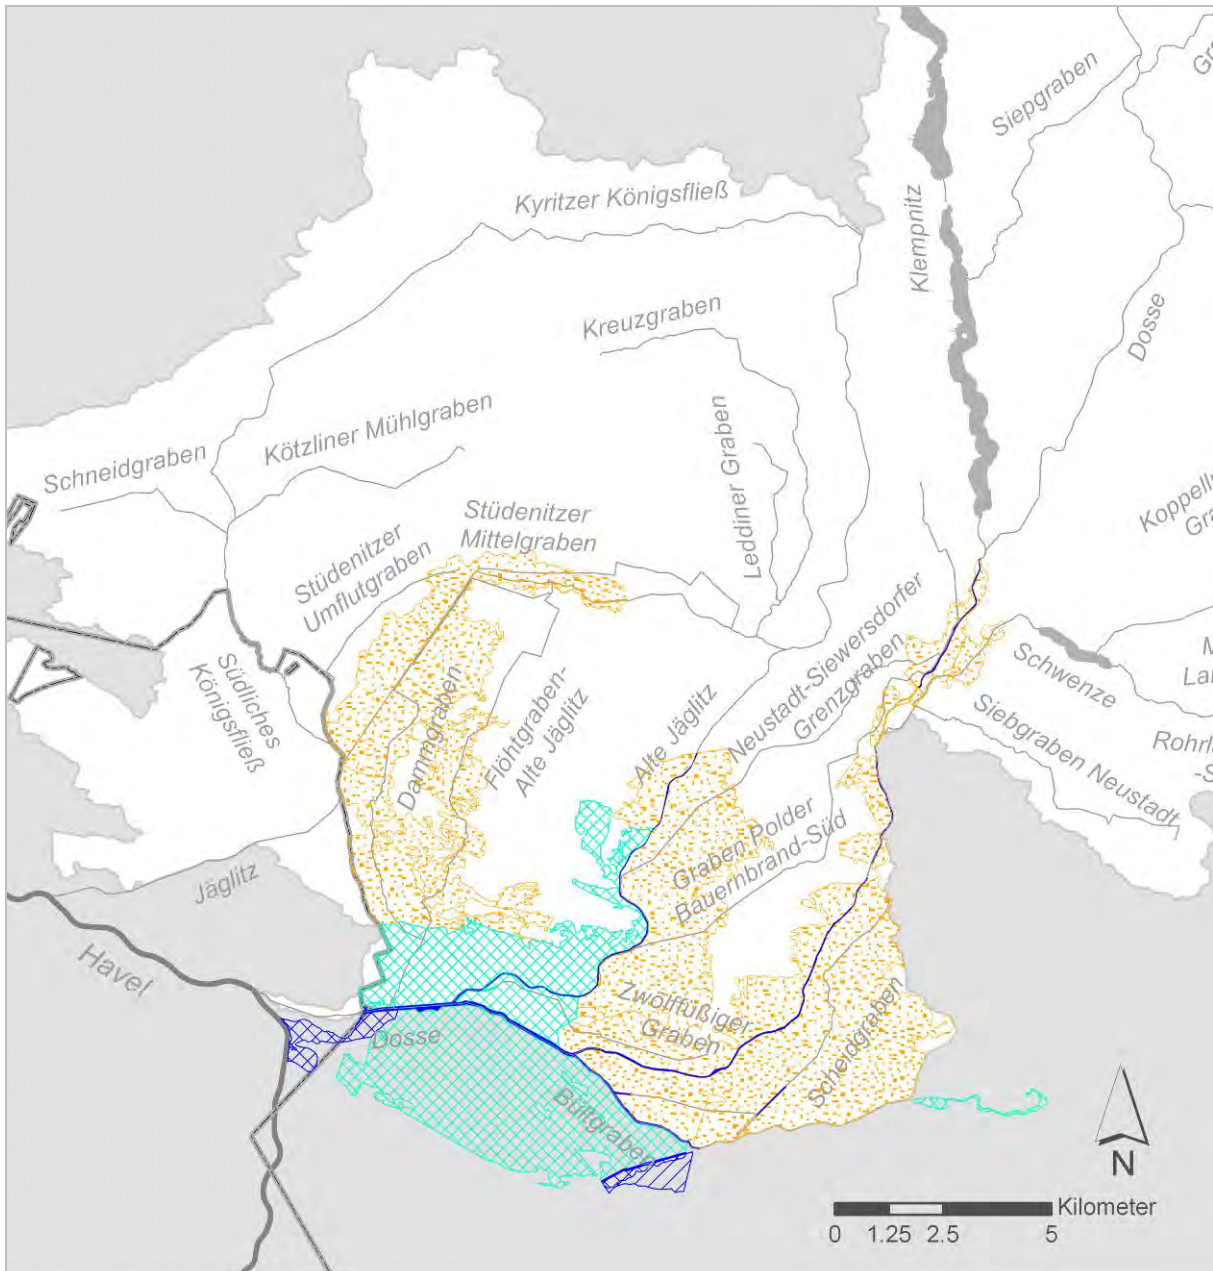 Siepgraben
Kyritzer Königsfließ
Klempnitz
Kreuzgraben
Dosse
Kötzliner Mühlgraben
Schneidgraben
Leddiner Graben
Stüdenitzer
Mittelgraben
Stüdenitzer
Umflutgraben
Südliches
Königsfließ
Dammgraben
Flöhtgraben-
Alte Jäglitz
Alte Jäglitz
Neustadt-Siewersdorfer
Grenzgraben
Schwenze
Siebgraben Neustadt
Rohrl
-S
Graben Polder
Bauernbrand-Süd
Jäglitz
Havel
Zwölffüßiger
Graben
Dosse
Scheidgraben
Bültgraben
N
Kilometer
0 1.25 2.5 5